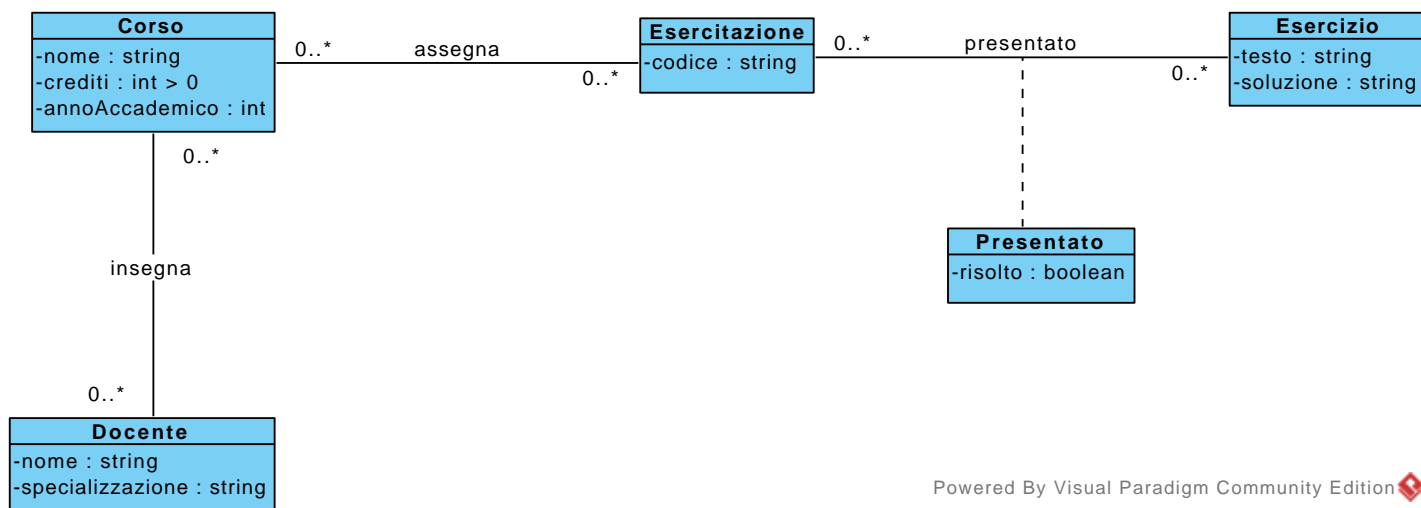 Corso
-nome : string
-crediti : int > 0
-annoAccademico : int
0..*
assegna
0..*
Esercitazione
-codice : string
0..*
presentato
0..*
Esercizio
-testo : string
-soluzione : string
0..*
insegna
0..*
Presentato
-risolto : boolean
Docente
-nome : string
-specializzazione : string
Powered By Visual Paradigm Community Edition